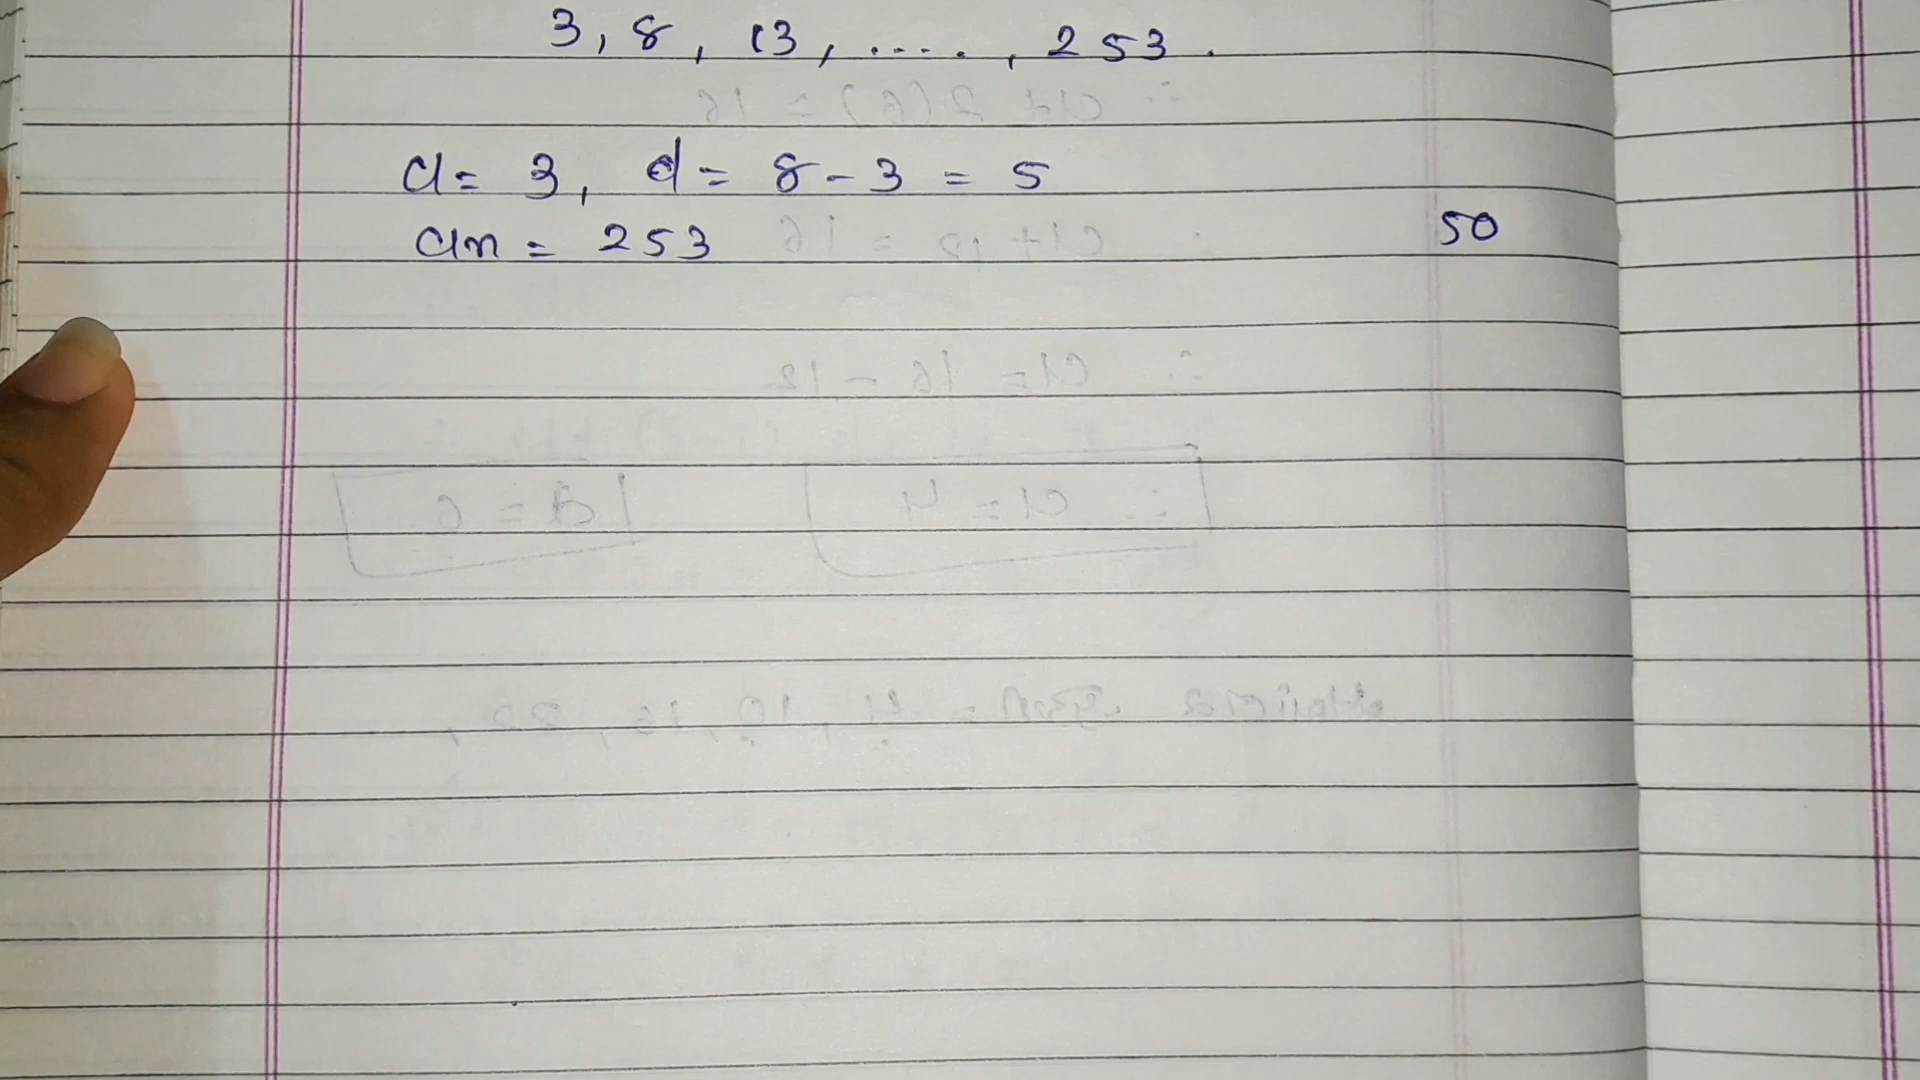 3, 8, 13, ...., 253.
a= 3, d= 8-3 = 5
an = 253
50